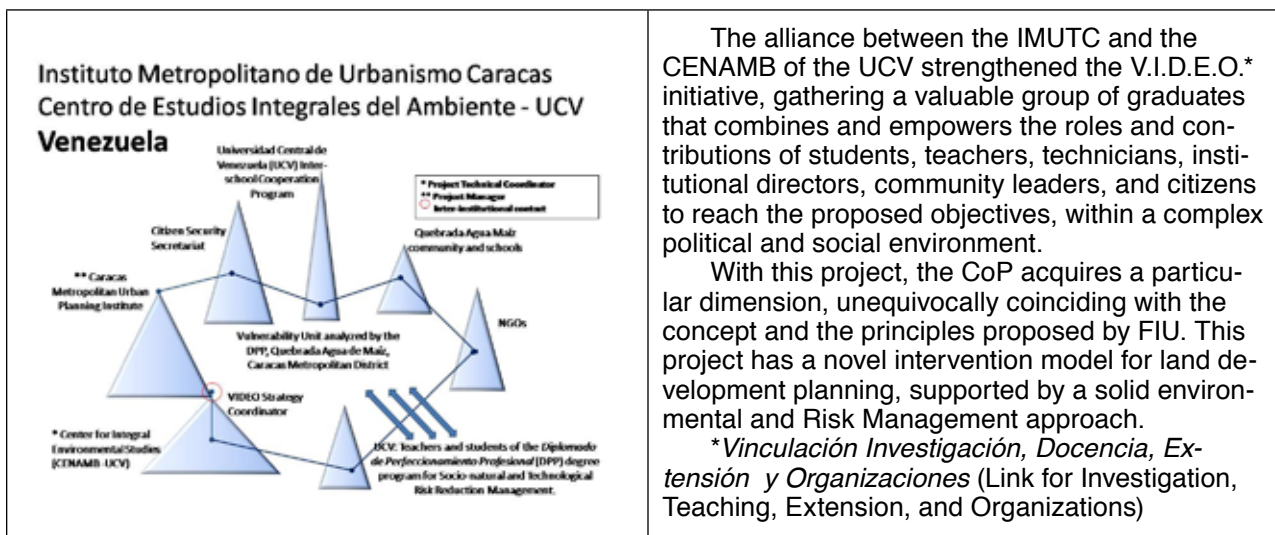 Instituto Metropolitano de Urbanismo Caracas
Centro de Estudios Integrales del Ambiente - UCV
Venezuela
Universidad Central de
Venezuela (UCV) Inter-
school Cooperation
Program
* Project Technical Coordinator
** Project Manager
Inter-institutional contact
Citizen Security
Secretariat
Quebrada Agua Maíz
community and schools
** Caracas
Metropolitan Urban
Planning Institute
NGOs
Vulnerability Unit analyzed by the
DPP, Quebrada Agua de Maíz,
Caracas Metropolitan District
VIDEO Strategy
Coordinator
* Center for Integral
Environmental Studies
(CENAMB-UCV)
UCV: Teachers and students of the Diplomado
de Perfeccionamiento Profesional (DPP) degree
program for Socio-natural and Technological
Risk Reduction Management.
The alliance between the IMUTC and the
CENAMB of the UCV strengthened the V.I.D.E.O.*
initiative, gathering a valuable group of graduates
that combines and empowers the roles and con-
tributions of students, teachers, technicians, insti-
tutional directors, community leaders, and citizens
to reach the proposed objectives, within a complex
political and social environment.
With this project, the CoP acquires a particu-
lar dimension, unequivocally coinciding with the
concept and the principles proposed by FIU. This
project has a novel intervention model for land de-
velopment planning, supported by a solid environ-
mental and Risk Management approach.
*Vinculación Investigación, Docencia, Ex-
tensión y Organizaciones (Link for Investigation,
Teaching, Extension, and Organizations)